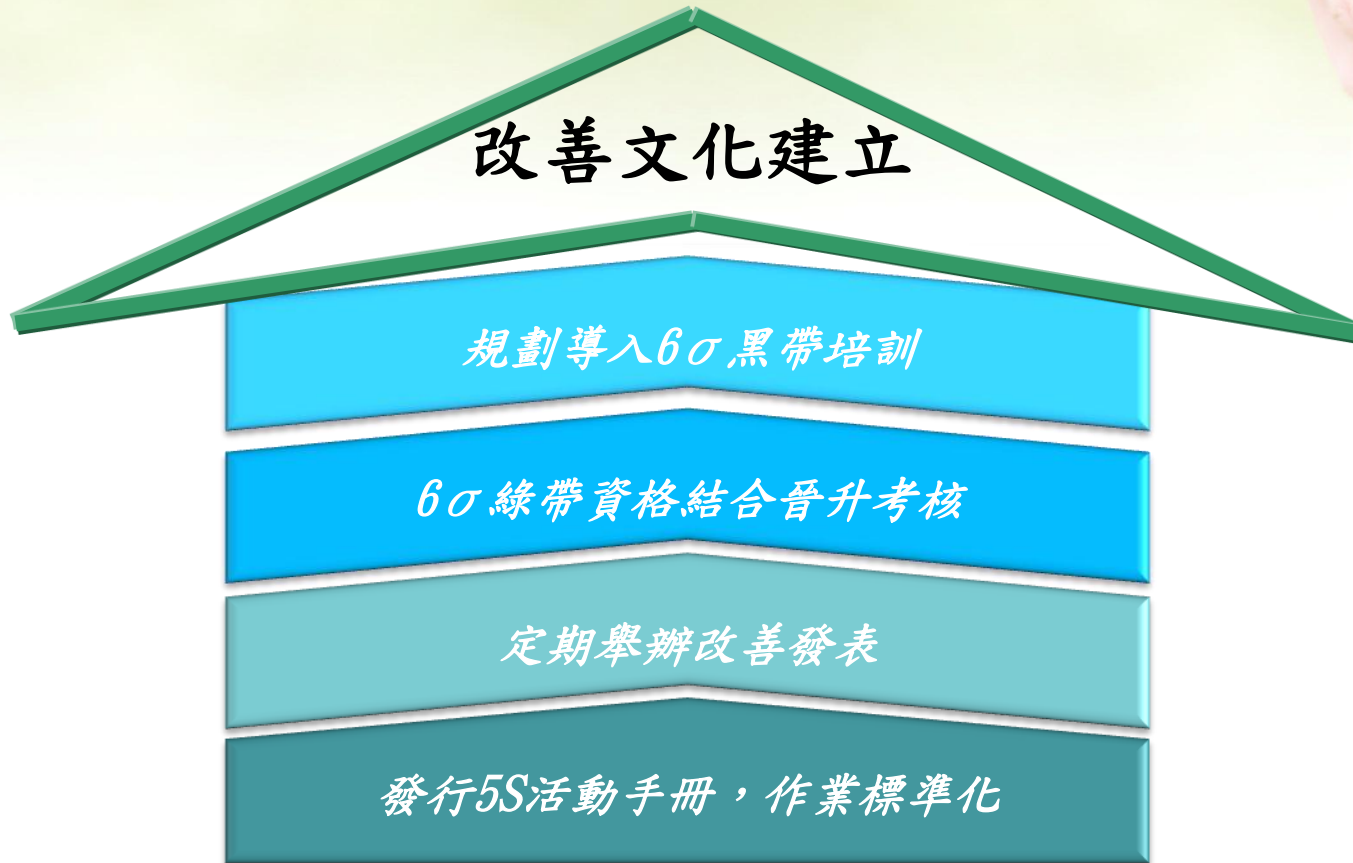 改善文化建立
規劃導入6σ黑帶培訓
6σ綠帶資格結合晉升考核
定期舉辦改善發表
發行5S活動手冊，作業標準化